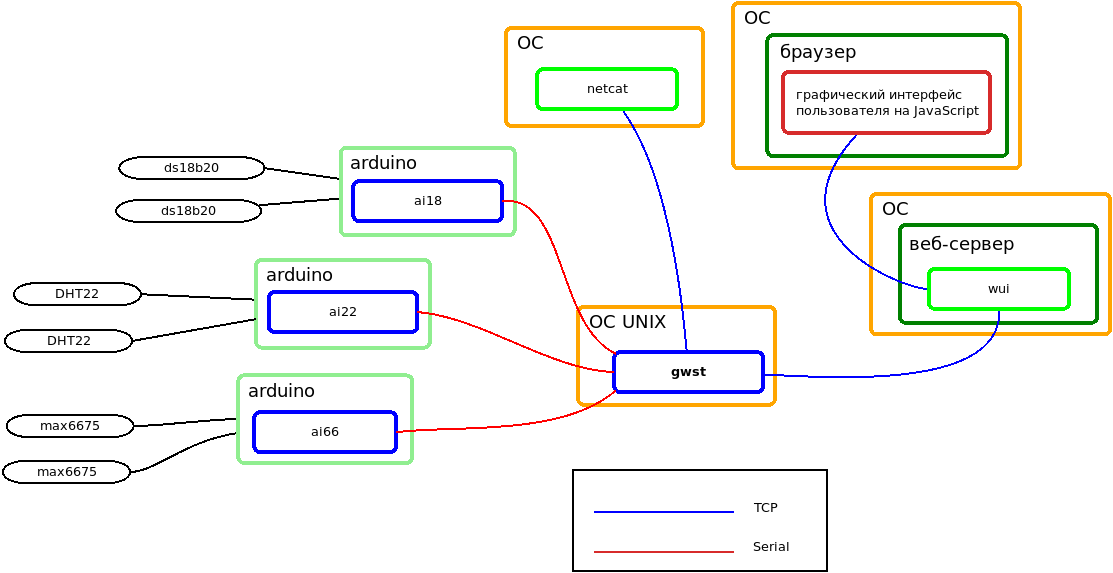 ОС
браузер
графический интерфейс
пользователя на JavaScript
ОС
netcat
ds18b20
ds18b20
arduino
ai18
ОС
веб-сервер
wui
DHT22
DHT22
arduino
ai22
ОС UNIX
gwst
max6675
max6675
arduino
ai66
TCP
Serial